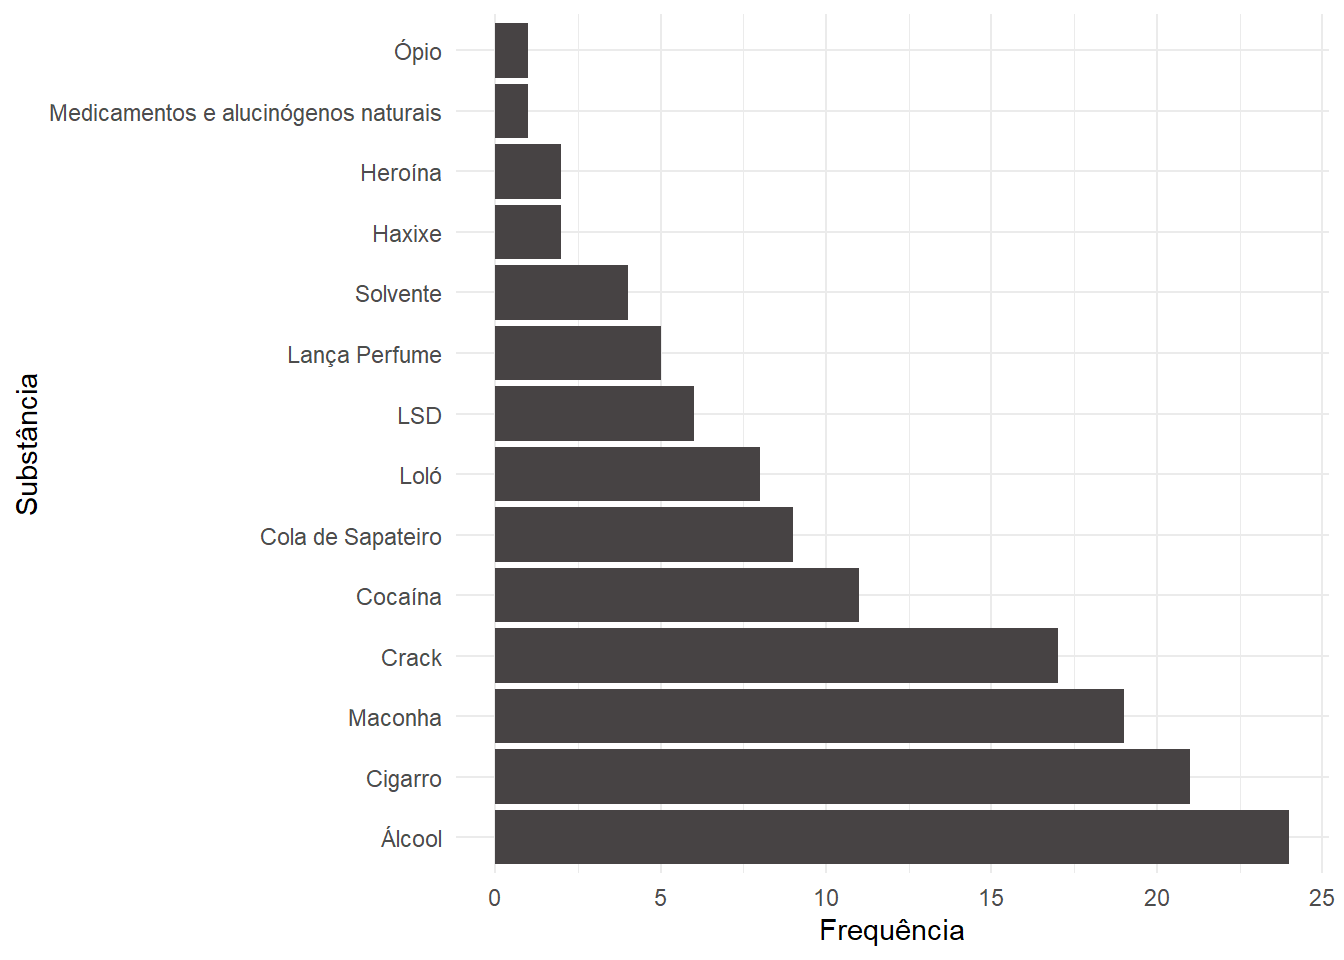 Ópio
Medicamentos e alucinógenos naturais
Heroína
Haxixe
Solvente
Lança Perfume
LSD
Loló
Cola de Sapateiro
Cocaína
Crack
Maconha
Cigarro
Álcool
Substância
0 5 10 15 20 25
Frequência